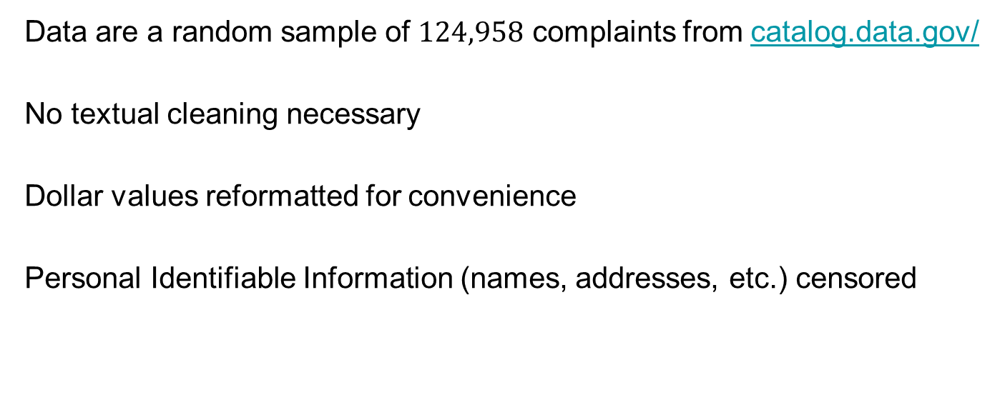 Data are a random sample of 124,958 complaints from catalog.data.gov/
No textual cleaning necessary
Dollar values reformatted for convenience
Personal Identifiable Information (names, addresses, etc.) censored